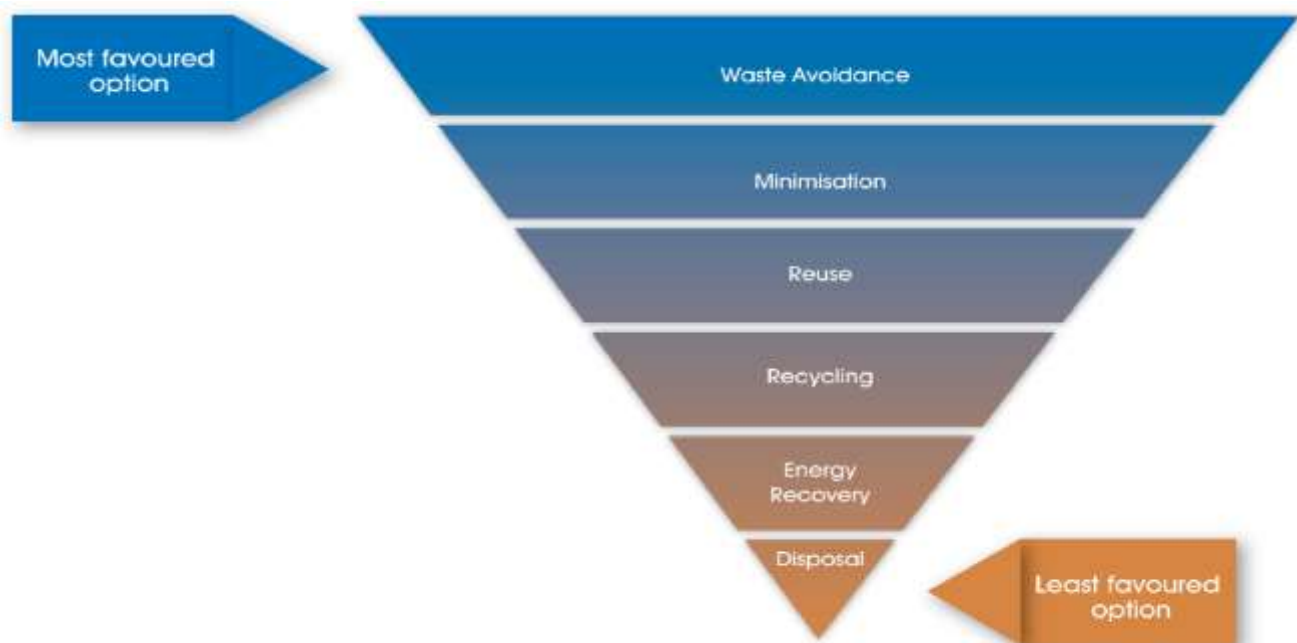 Most favoured
option
Waste Avoidance
Minimisation
Reuse
Recycling
Energy
Recovery
Disposal
Least favoured
option